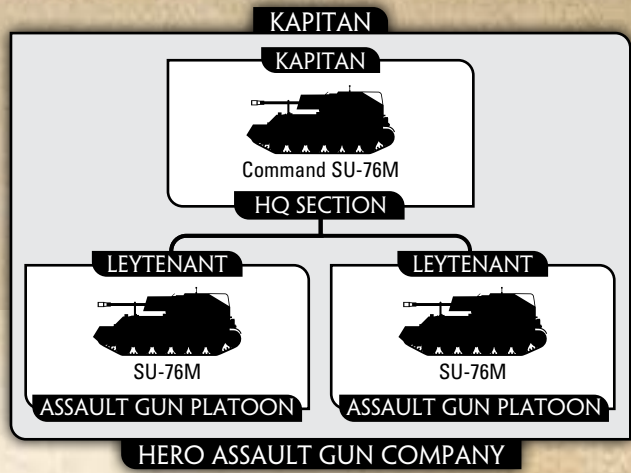 KAPITAN
KAPITAN
Command SU-76M
HQ SECTION
LEYTENANT
LEYTENANT
SU-76M
SU-76M
ASSAULT GUN PLATOON
ASSAULT GUN PLATOON
HERO ASSAULT GUN COMPANY